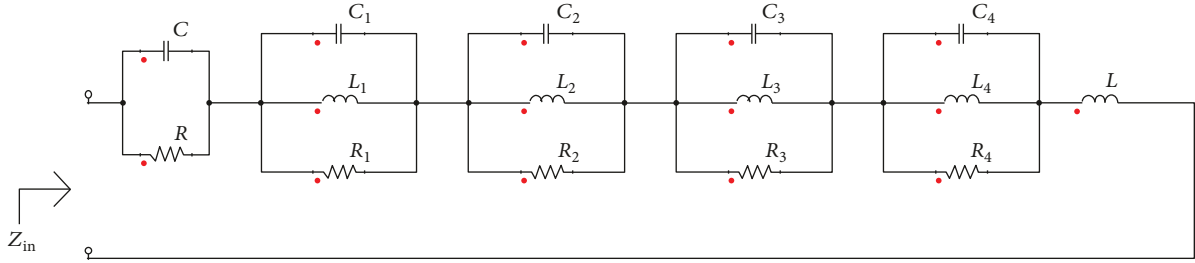 C
C₁
C₂
C₃
C₄
L₁
L₂
L₃
L₄
L
R
R₁
R₂
R₃
R₄
Zin